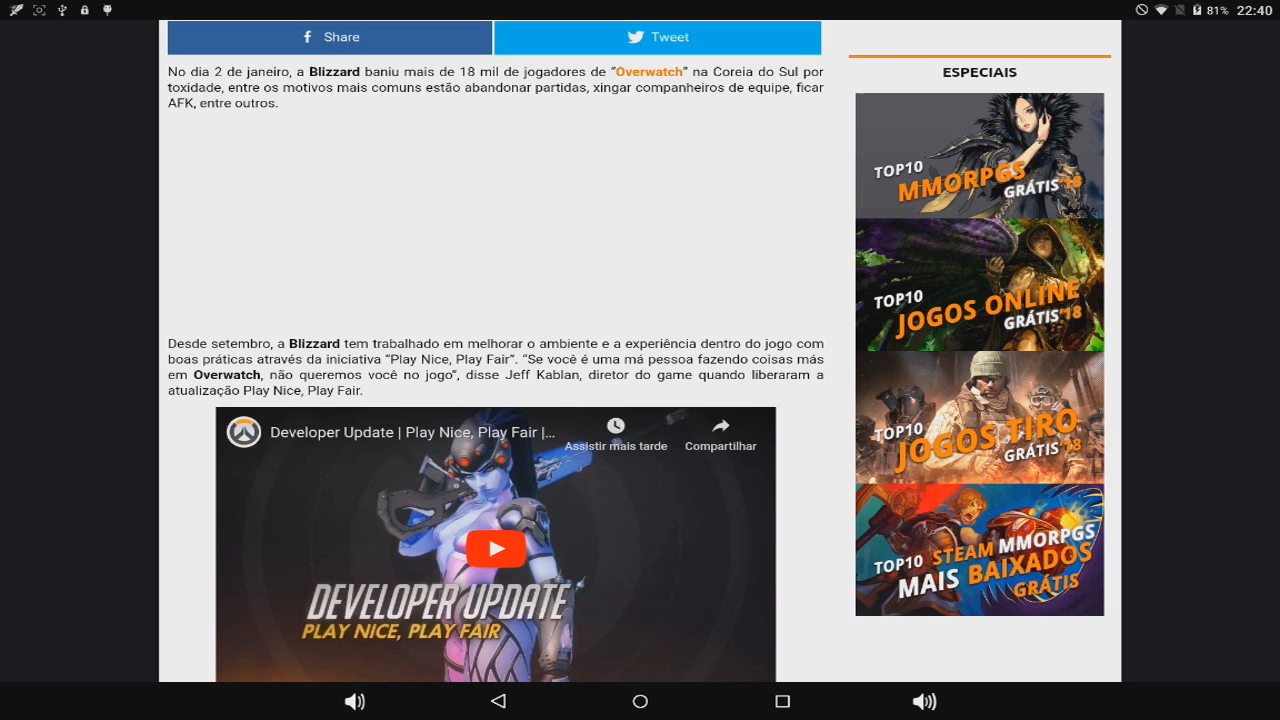 81% 22:40
Share
Tweet
No dia 2 de janeiro, a Blizzard baniu mais de 18 mil de jogadores de “Overwatch” na Coreia do Sul por
toxidade, entre os motivos mais comuns estão abandonar partidas, xingar companheiros de equipe, ficar
AFK, entre outros.
Desde setembro, a Blizzard tem trabalhado em melhorar o ambiente e a experiência dentro do jogo com
boas práticas através da iniciativa “Play Nice, Play Fair”. “Se você é uma má pessoa fazendo coisas más
em Overwatch, não queremos você no jogo”, disse Jeff Kablan, diretor do game quando liberaram a
atualização Play Nice, Play Fair.
Developer Update | Play Nice, Play Fair |...
Assistir mais tarde
Compartilhar
DEVELOPER UPDATE
PLAY NICE, PLAY FAIR
ESPECIAIS
TOP10
MMORPGS
GRÁTIS'18
TOP10
JOGOS ONLINE
GRÁTIS'18
TOP10
JOGOS TIRO
GRÁTIS'18
TOP10 STEAM MMORPGS
MAIS BAIXADOS
GRÁTIS